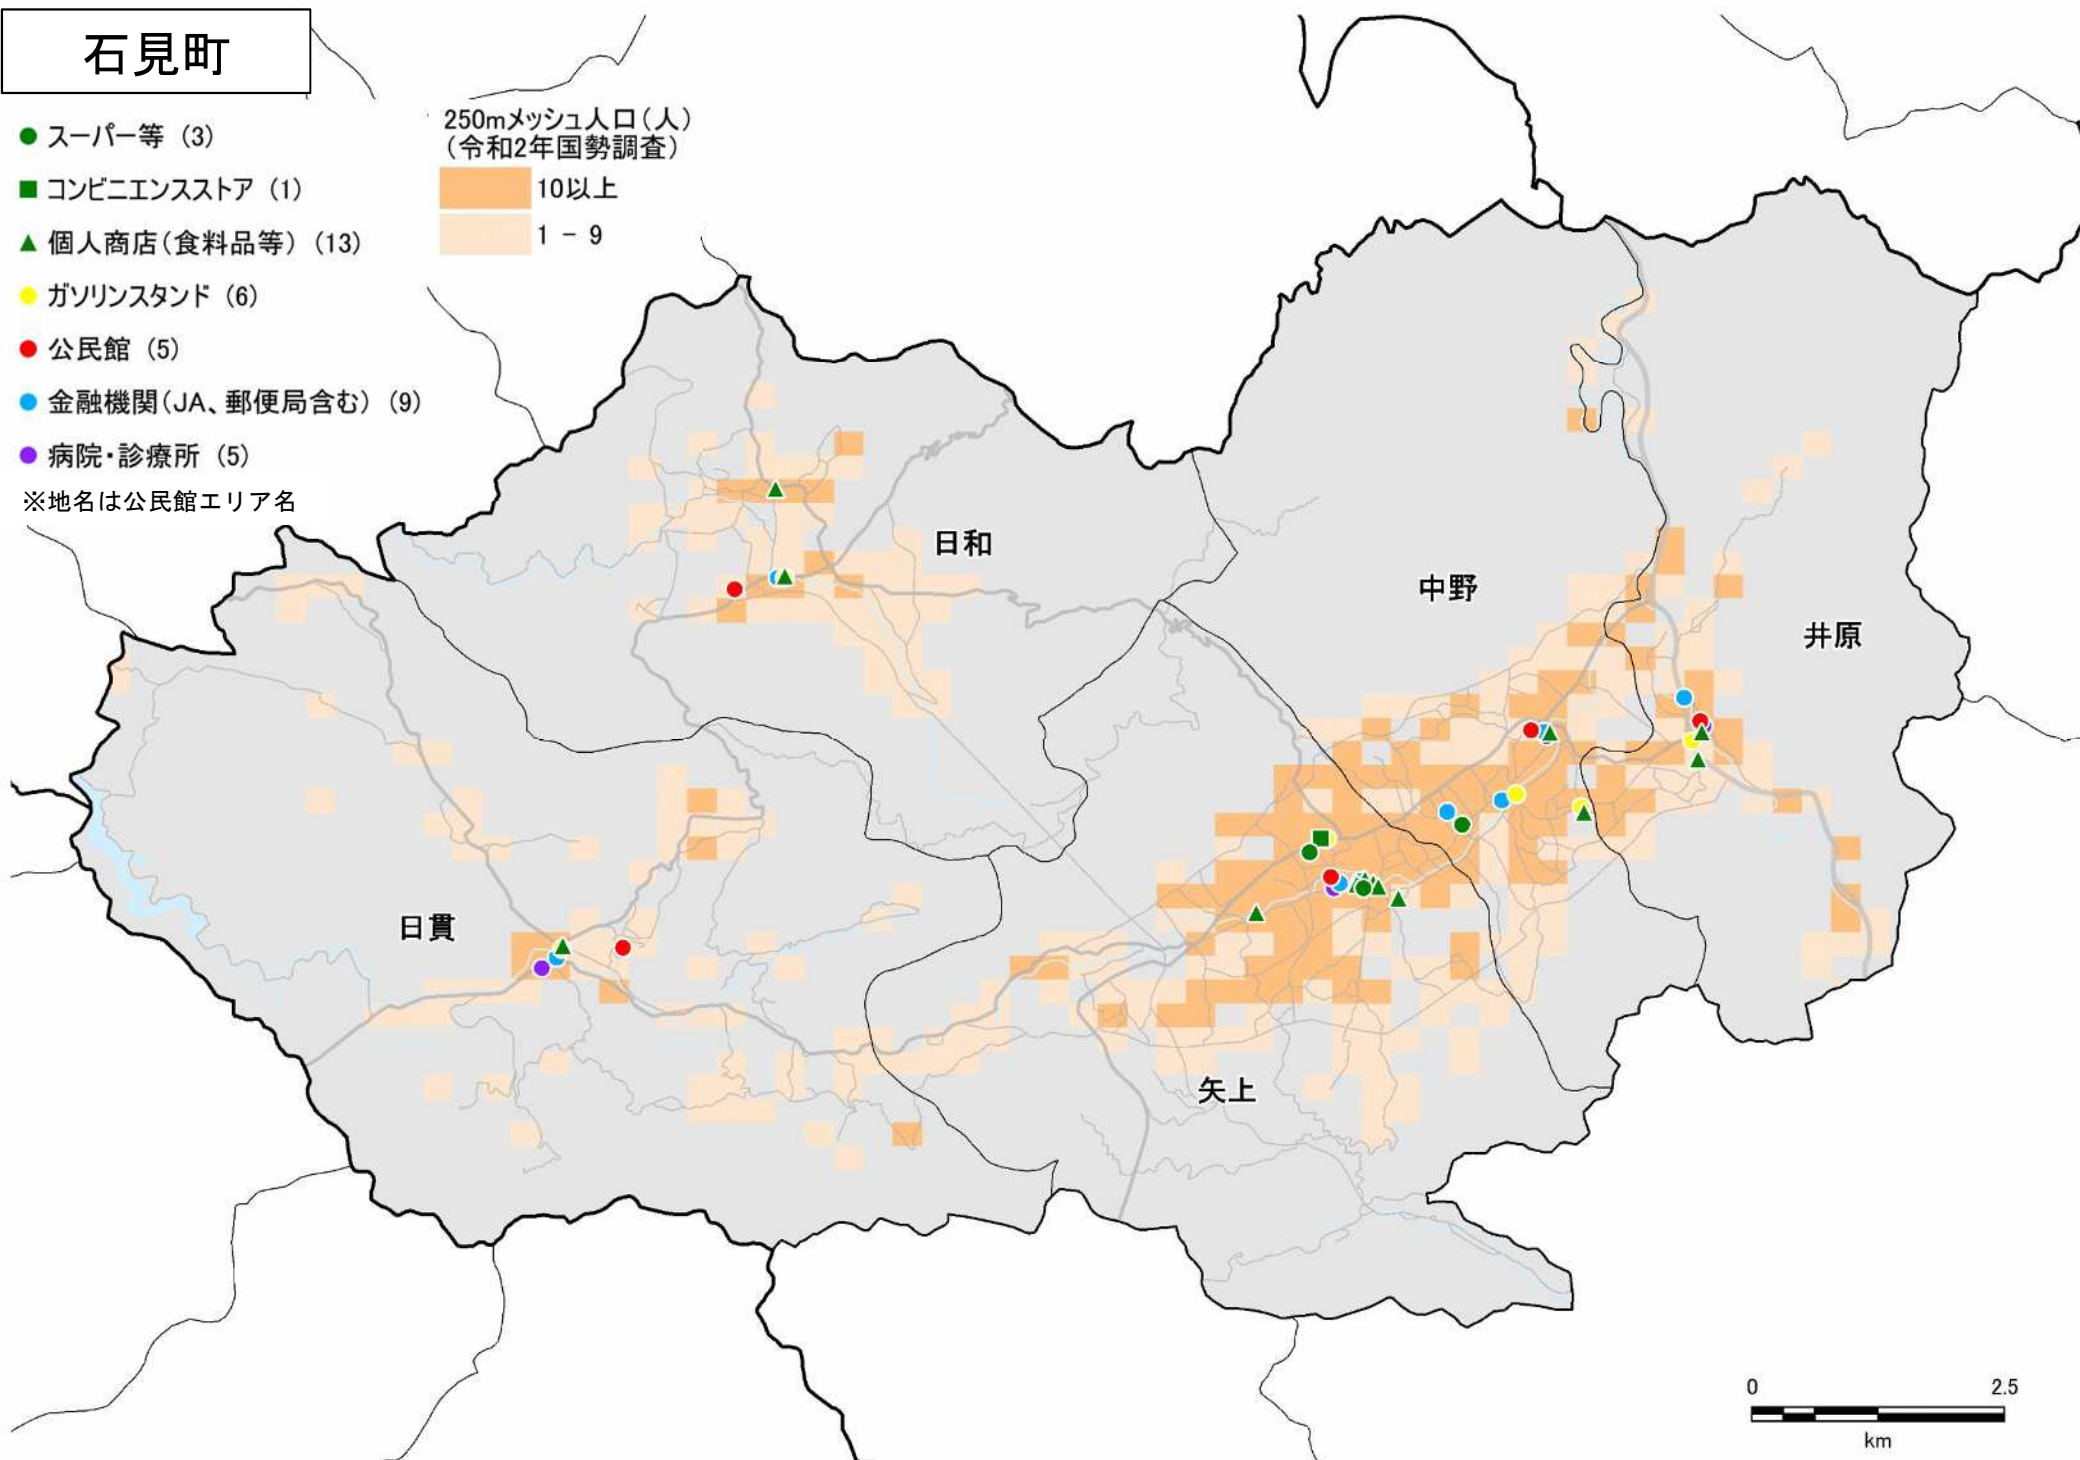 石見町
スーパー等（3）
コンビニエンスストア（1）
個人商店（食料品等）（13）
ガソリンスタンド（6）
公民館（5）
金融機関（JA、郵便局含む）（9）
病院・診療所（5）
※地名は公民館エリア名
250mメッシュ人口（人）
（令和2年国勢調査）
10以上
1 - 9
日和
中野
井原
日貫
矢上
0 2.5
km